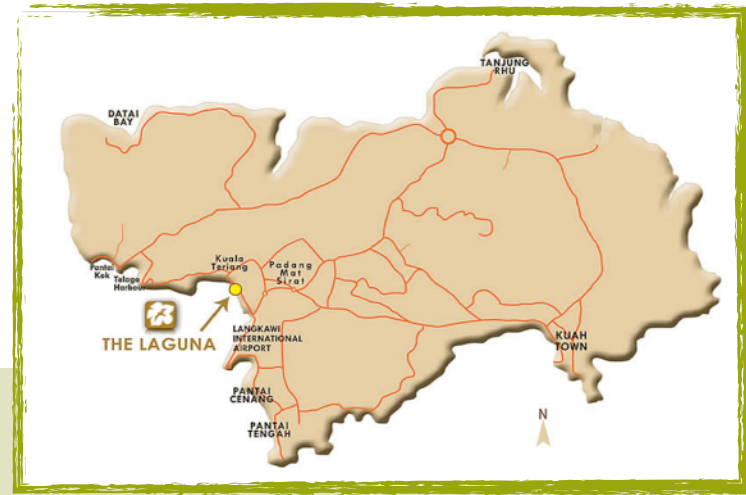 TANJUNG
RHU
DATAI
BAY
Kuala
Teriang
Padang
Mat
Sirat
Pantai
Kok
Telaga
Harbour
THE LAGUNA
LANGKAWI
INTERNATIONAL
AIRPORT
KUAH
TOWN
PANTAI
CENANG
PANTAI
TENGAH
N